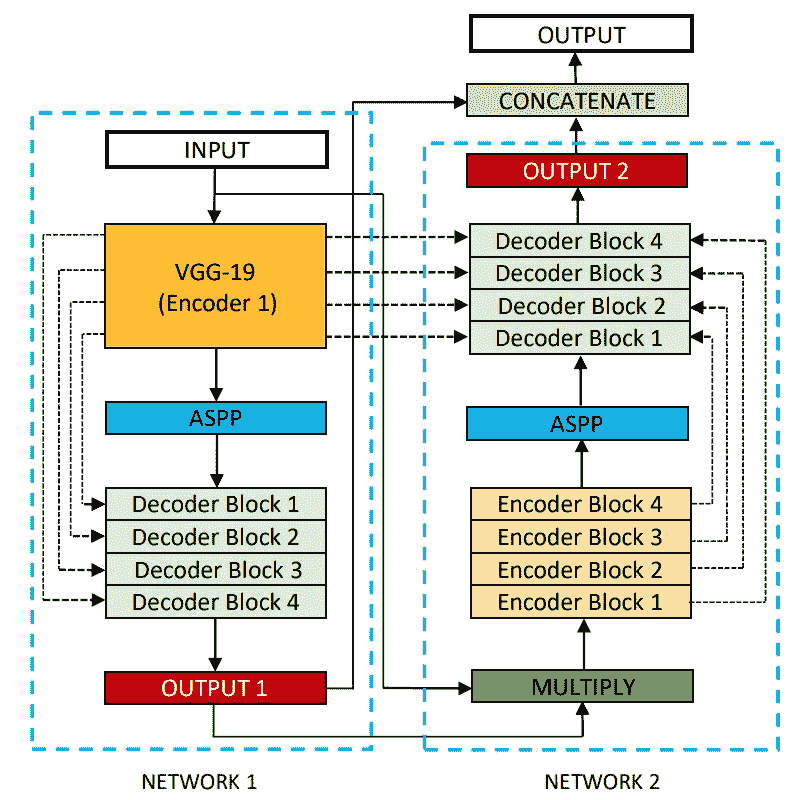 OUTPUT
CONCATENATE
INPUT
OUTPUT 2
VGG-19
(Encoder 1)
Decoder Block 4
Decoder Block 3
Decoder Block 2
Decoder Block 1
ASPP
ASPP
Decoder Block 1
Decoder Block 2
Decoder Block 3
Decoder Block 4
Encoder Block 4
Encoder Block 3
Encoder Block 2
Encoder Block 1
OUTPUT 1
MULTIPLY
NETWORK 1
NETWORK 2